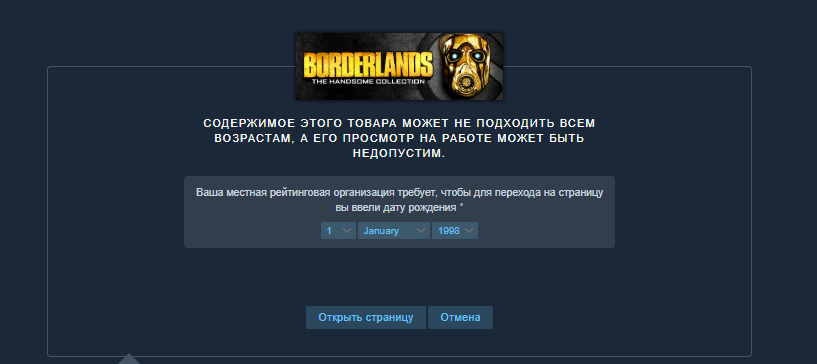 BORDERLANDS
THE HANDSOME COLLECTION
СОДЕРЖИМОЕ ЭТОГО ТОВАРА МОЖЕТ НЕ ПОДХОДИТЬ ВСЕМ
ВОЗРАСТАМ, А ЕГО ПРОСМОТР НА РАБОТЕ МОЖЕТ БЫТЬ
НЕДОПУСТИМ.
Ваша местная рейтинговая организация требует, чтобы для перехода на страницу
вы ввели дату рождения *
1 January 1998
Открыть страницу Отмена